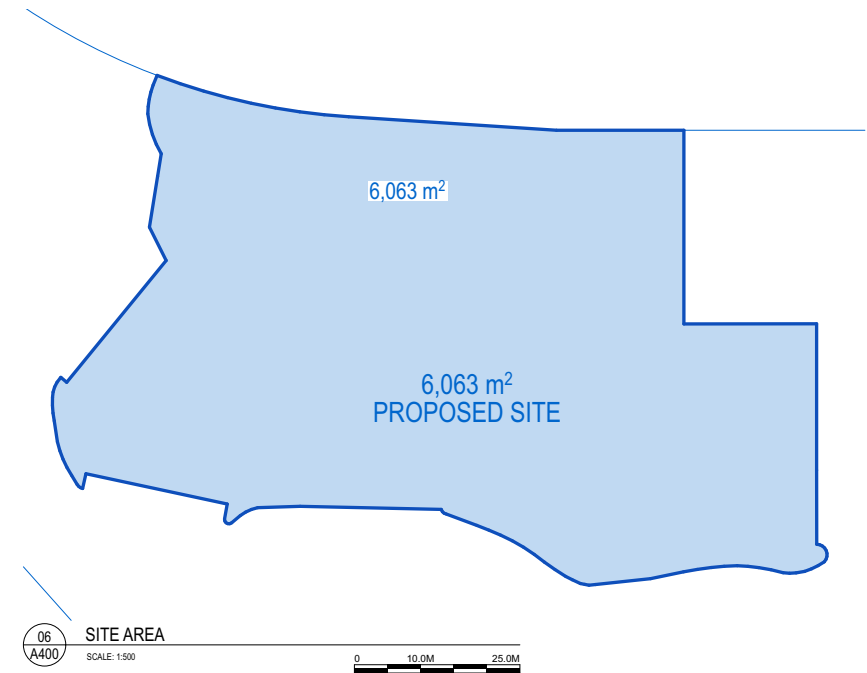 6,063 m²
6,063 m²
PROPOSED SITE
06
A400
SITE AREA
SCALE: 1:500
0 10.0M 25.0M